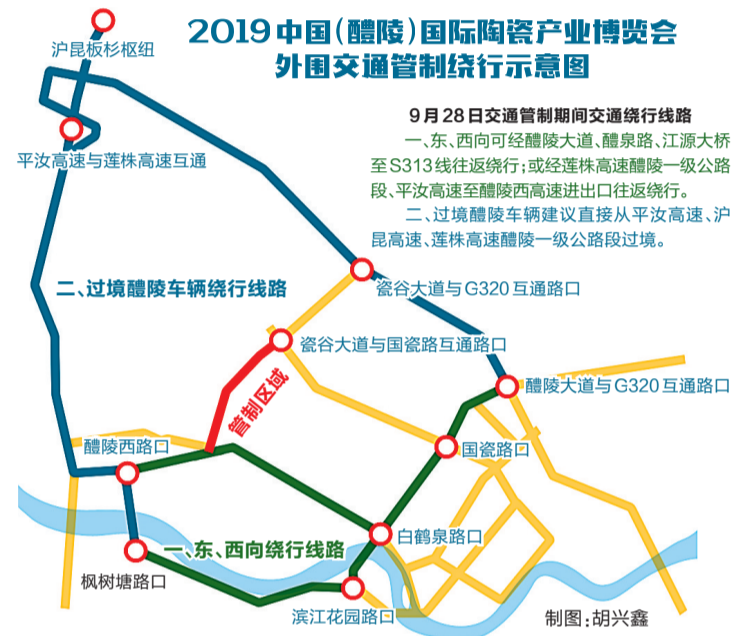 2019中国(醴陵)国际陶瓷产业博览会
外围交通管制绕行示意图
沪昆板杉枢纽
9月28日交通管制期间交通绕行线路
一、东、西向可经醴陵大道、醴泉路、江源大桥
至S313线往返绕行;或经莲株高速醴陵一级公路
段、平汝高速至醴陵西高速进出口往返绕行。
二、过境醴陵车辆建议直接从平汝高速、沪
昆高速、莲株高速醴陵一级公路段过境。
平汝高速与莲株高速互通
二、过境醴陵车辆绕行线路
瓷谷大道与G320互通路口
瓷谷大道与国瓷路互通路口
管制区域
醴陵大道与G320互通路口
醴陵西路口
国瓷路口
白鹤泉路口
一、东、西向绕行线路
枫树塘路口
滨江花园路口
制图:胡兴鑫